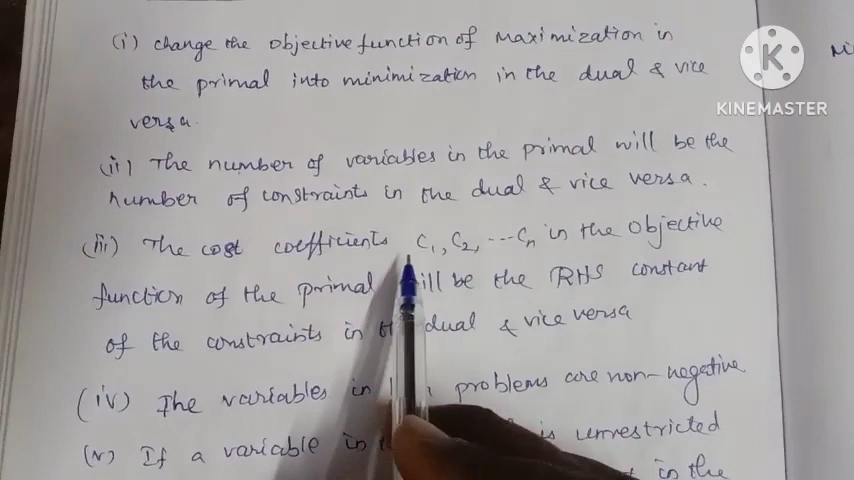 (i) change the objective function of maximization in
the primal into minimization in the dual & vice
versa.
(ii) The number of variables in the primal will be the
number of constraints in the dual & vice versa.
(iii) The cost coefficients c1, c2, ... cn in the objective
function of the primal will be the RHS constant
of the constraints in the dual & vice versa
(iv) The variables in problems are non-negative
(v) If a variable in is unrestricted
in the
K
KINEMASTER